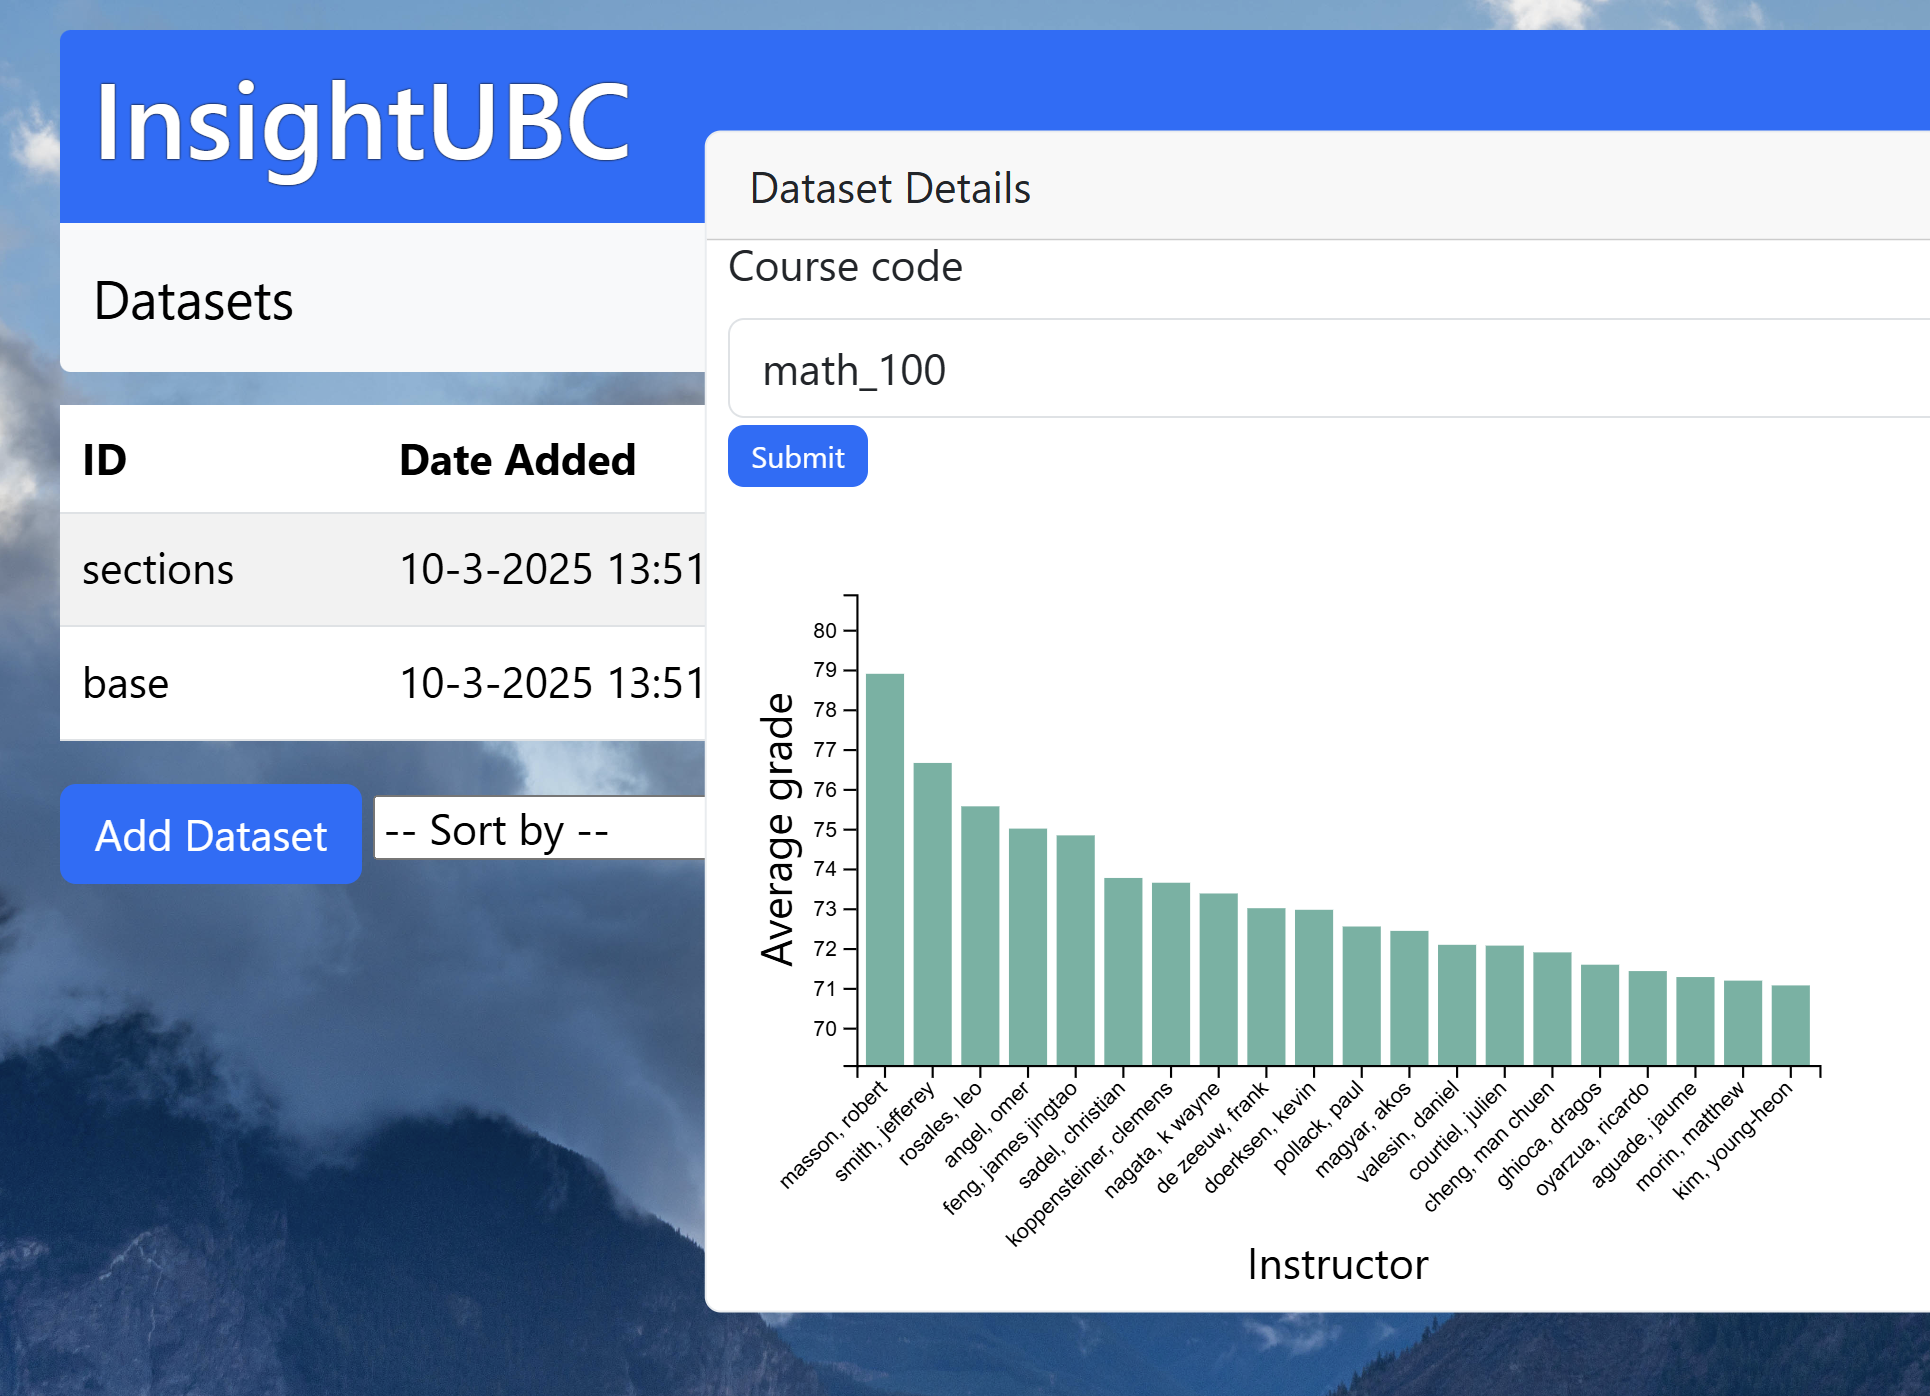 InsightUBC
Datasets
ID Date Added
sections 10-3-2025 13:51
base 10-3-2025 13:51
Add Dataset
-- Sort by --
Dataset Details
Course code
math_100
Submit
Average grade
80
79
78
77
76
75
74
73
72
71
70
masson, robert
smith, jefferey
rosales, leo
angel, omer
feng, james jingtao
sadel, christian
koppensteiner, clemens
nagata, k wayne
de zeeuw, frank
doerksen, kevin
pollack, paul
magyar, akos
valesin, daniel
courtiel, julien
cheng, man chuen
ghioca, dragos
oyarzua, ricardo
aguade, jaume
morin, matthew
kim, young-heon
Instructor